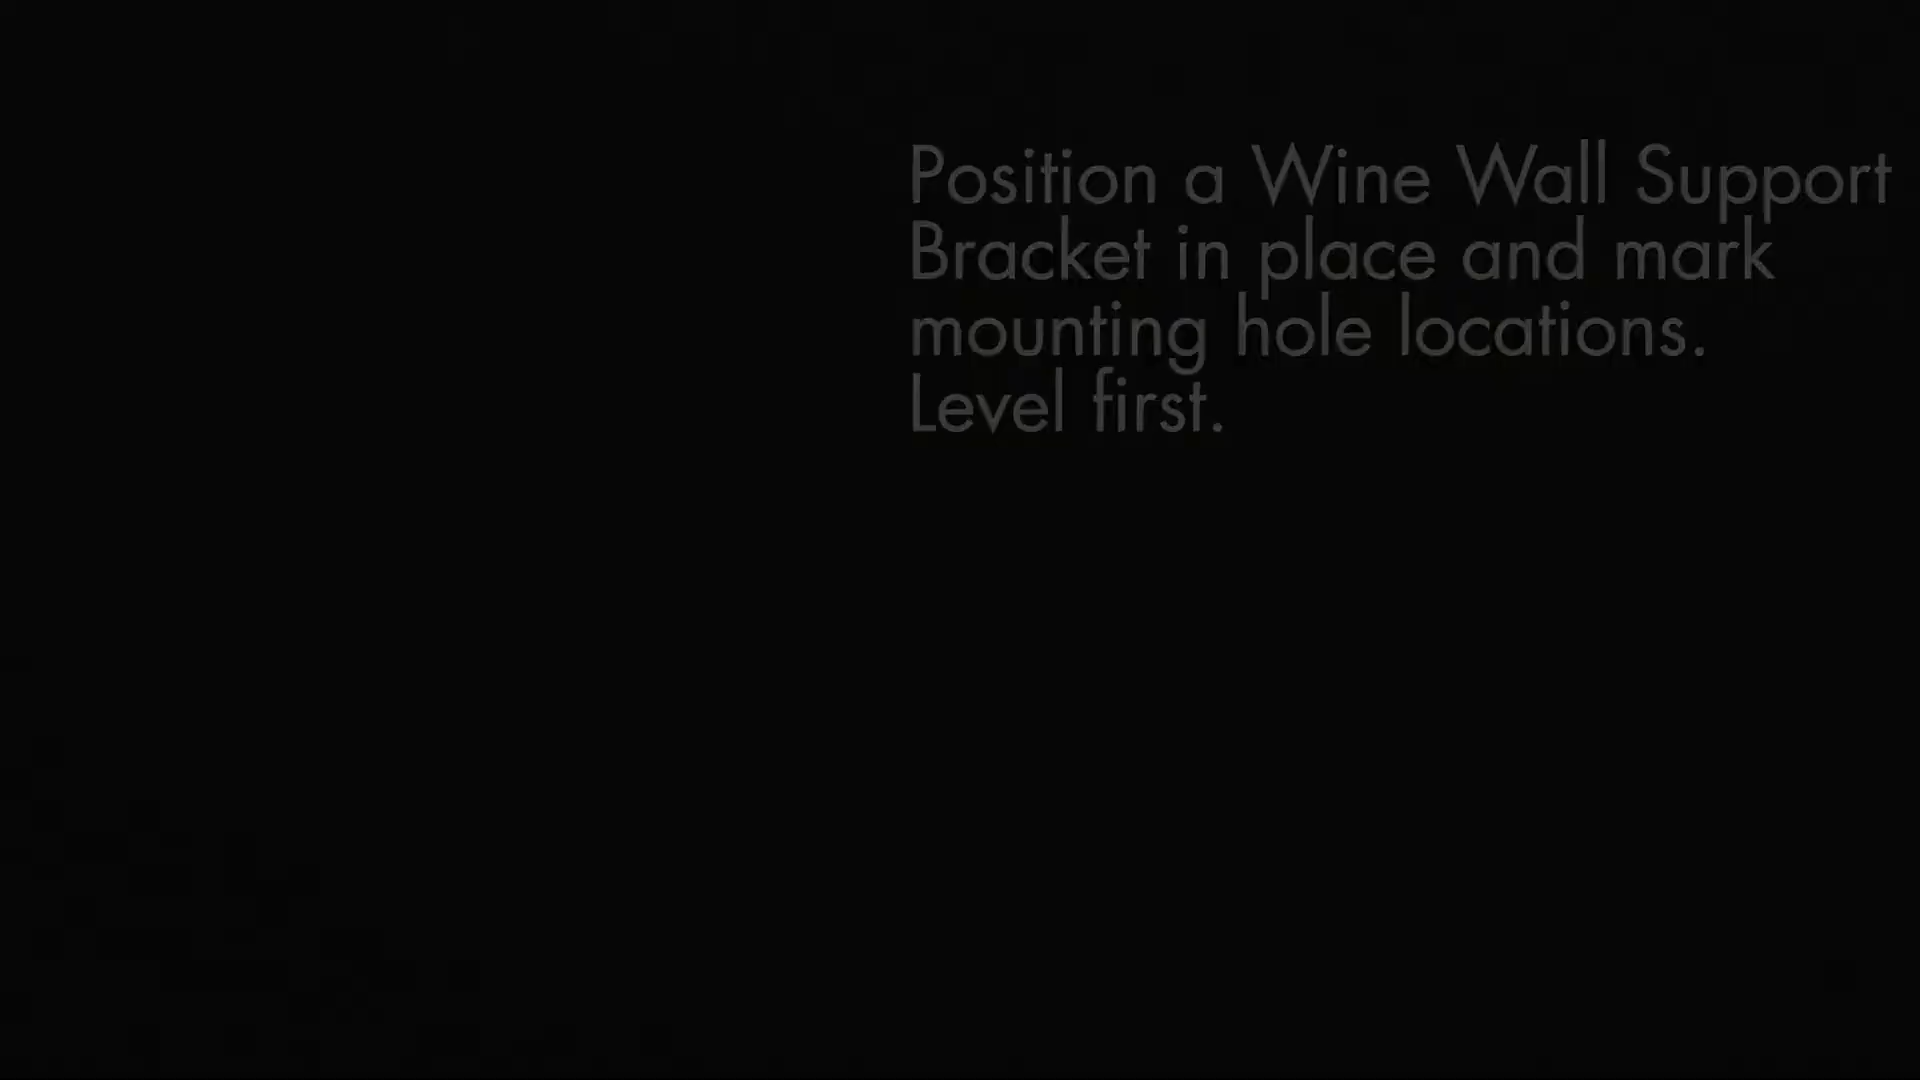 Position a Wine Wall Support
Bracket in place and mark
mounting hole locations.
Level first.